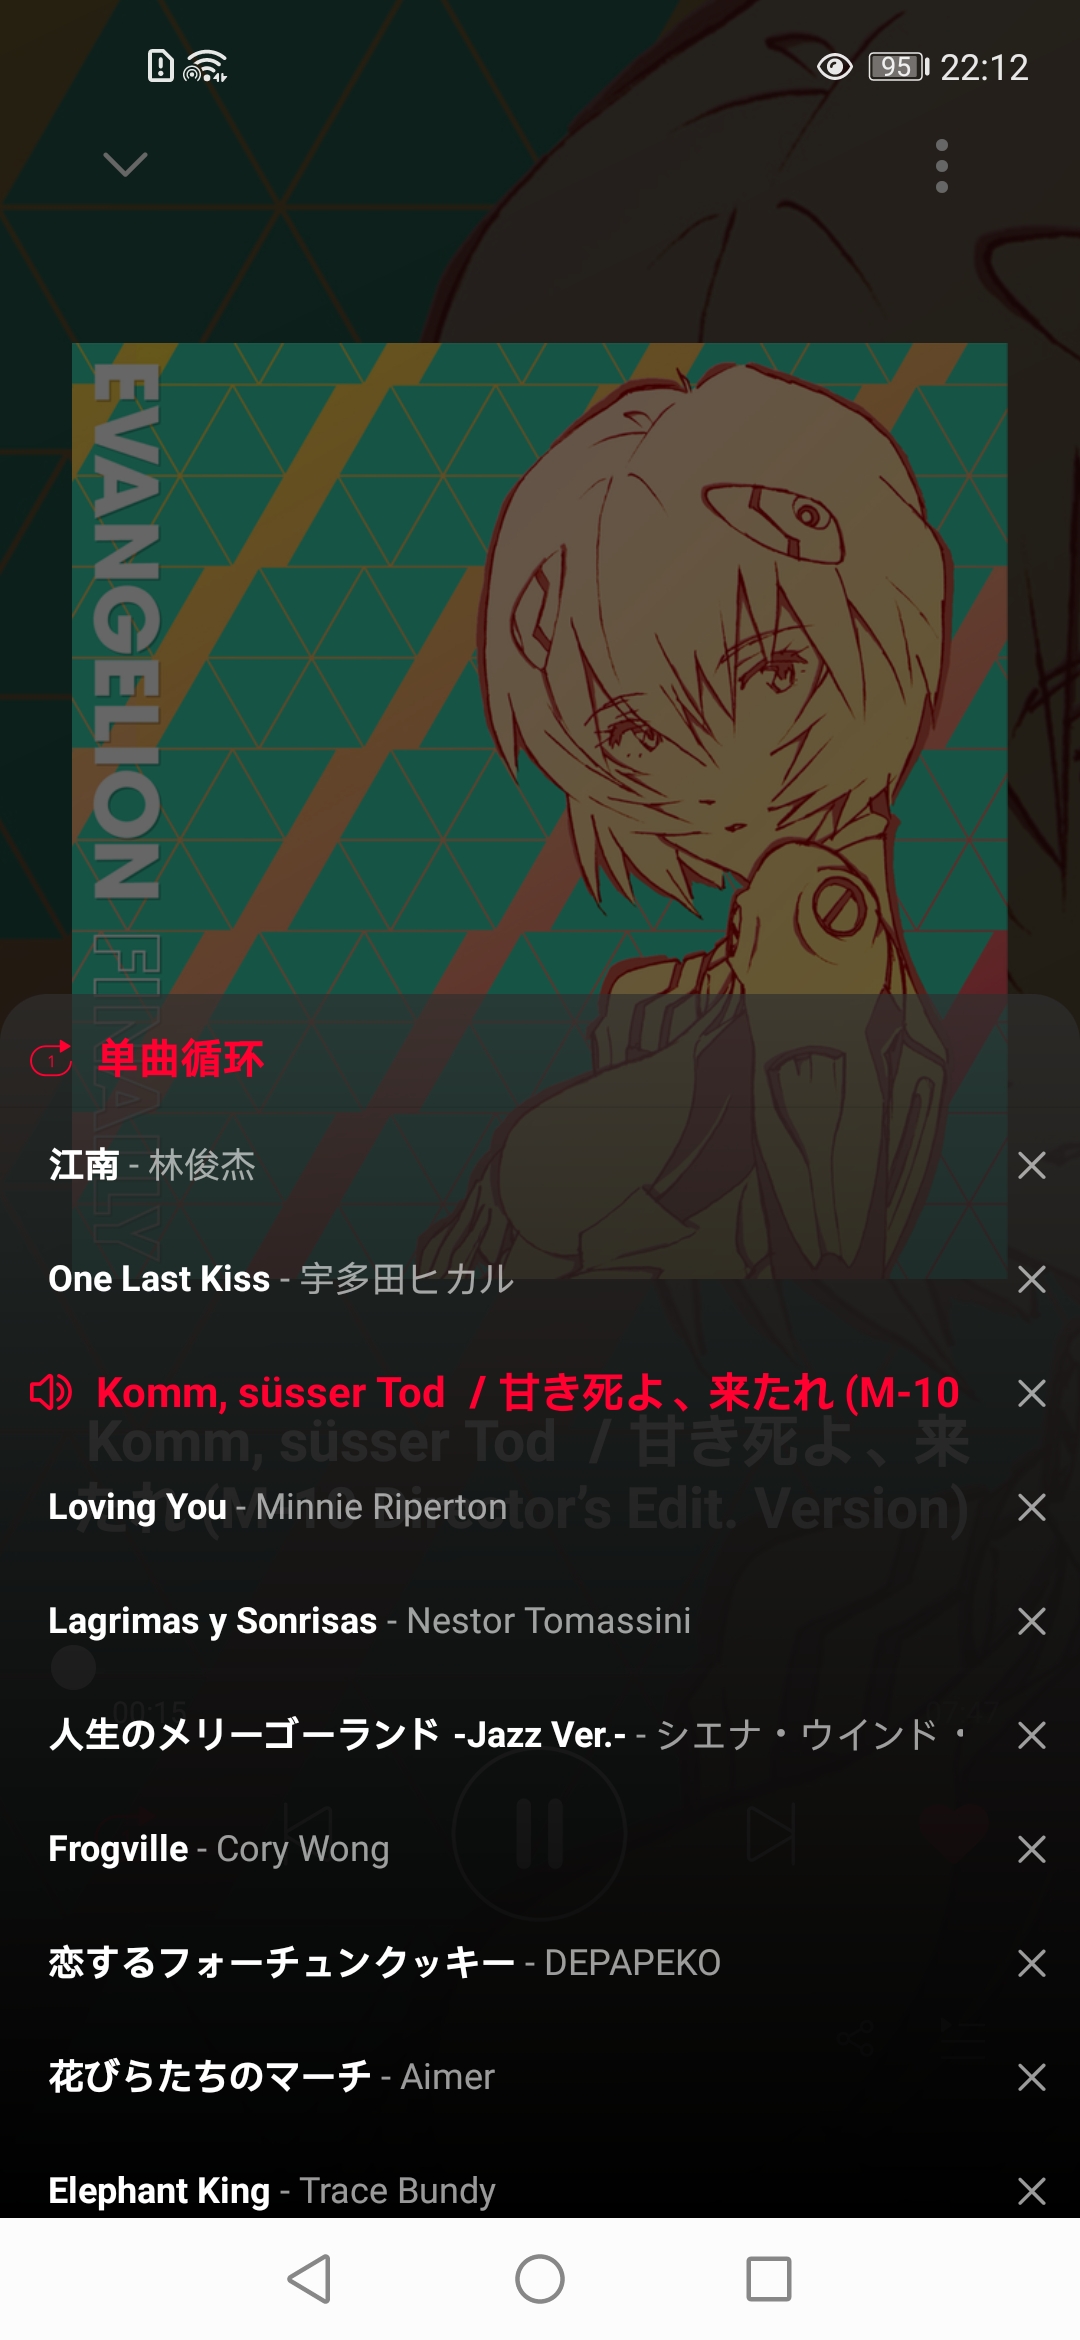 95 22:12
EVANGELION FINALLY
1 单曲循环
江南 - 林俊杰
One Last Kiss - 宇多田ヒカル
Komm, süsser Tod / 甘き死よ、来たれ (M-10
Komm, süsser Tod / 甘き死よ、来
たれ (M-10 Director's Edit. Version)
Loving You - Minnie Riperton
Lagrimas y Sonrisas - Nestor Tomassini
00:15
人生のメリーゴーランド -Jazz Ver.- - シエナ・ウインド・
Frogville - Cory Wong
恋するフォーチュンクッキー - DEPAPEKO
花びらたちのマーチ - Aimer
Elephant King - Trace Bundy